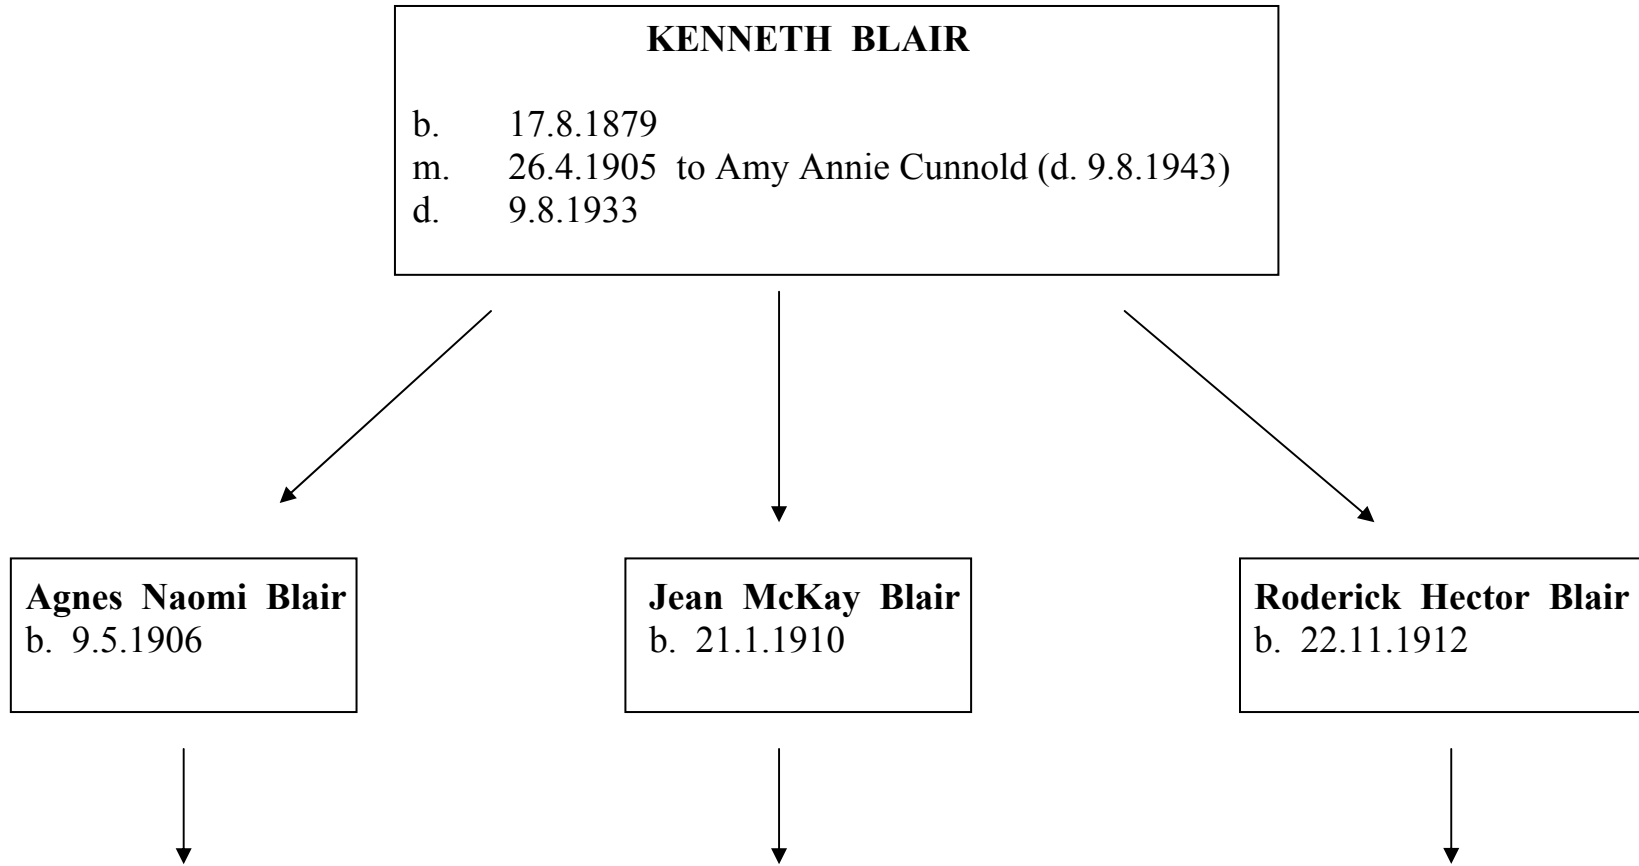 KENNETH BLAIR
b. 17.8.1879
m. 26.4.1905 to Amy Annie Cunnold (d. 9.8.1943)
d. 9.8.1933
Agnes Naomi Blair
b. 9.5.1906
Jean McKay Blair
b. 21.1.1910
Roderick Hector Blair
b. 22.11.1912